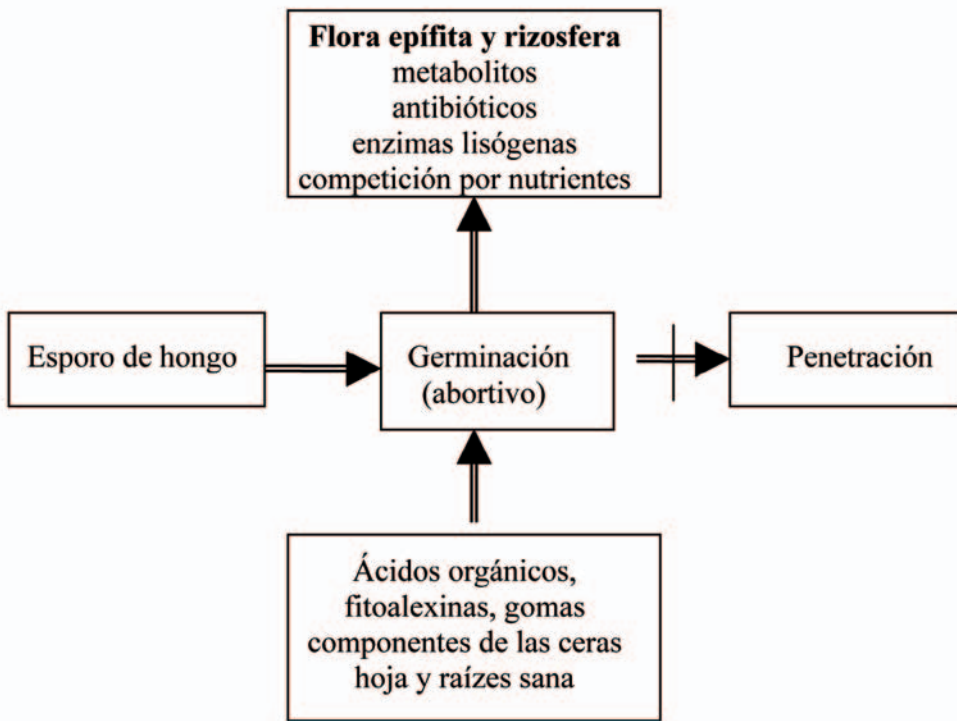 Flora epífita y rizosfera
metabolitos
antibióticos
enzimas lisógenas
competición por nutrientes
Esporo de hongo
Germinación
(abortivo)
Penetración
Ácidos orgánicos,
fitoalexinas, gomas
componentes de las ceras
hoja y raízes sana